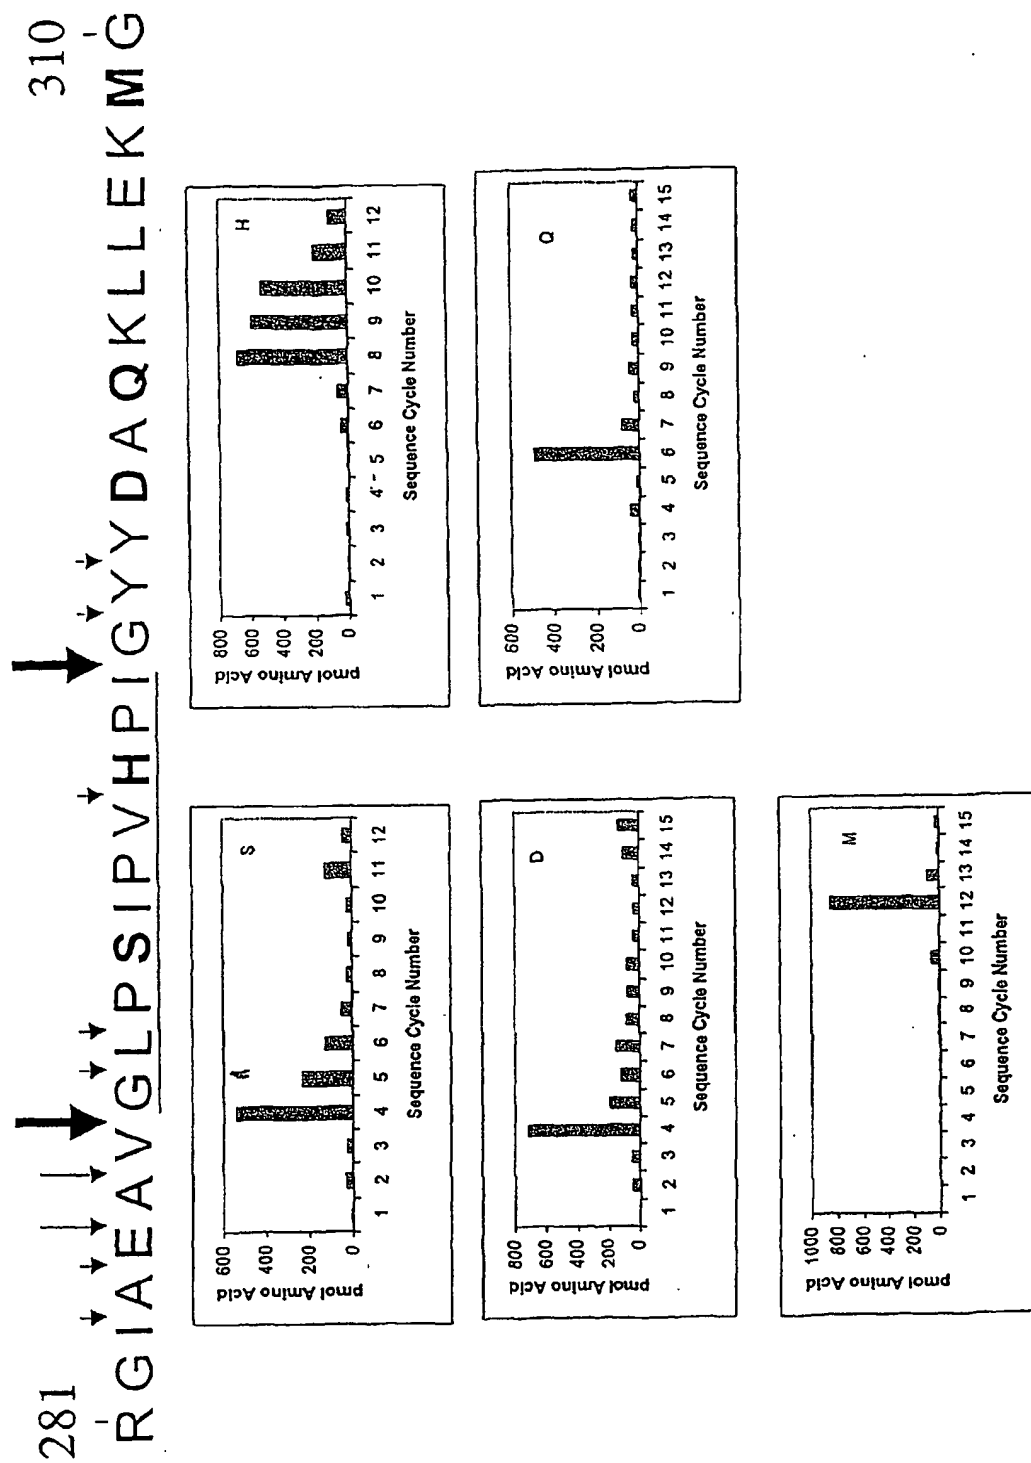 281 310
RGIAEAVGLPSIPVHPIGYYDAQKLLEKMG
S
pmol Amino Acid
600
400
200
0
1 2 3 4 5 6 7 8 9 10 11 12
Sequence Cycle Number
H
pmol Amino Acid
800
600
400
200
0
1 2 3 4 - 5 6 7 8 9 10 11 12
Sequence Cycle Number
D
pmol Amino Acid
800
600
400
200
0
1 2 3 4 5 6 7 8 9 10 11 12 13 14 15
Sequence Cycle Number
Q
pmol Amino Acid
600
400
200
0
1 2 3 4 5 6 7 8 9 10 11 12 13 14 15
Sequence Cycle Number
M
pmol Amino Acid
1000
800
600
400
200
0
1 2 3 4 5 6 7 8 9 10 11 12 13 14 15
Sequence Cycle Number